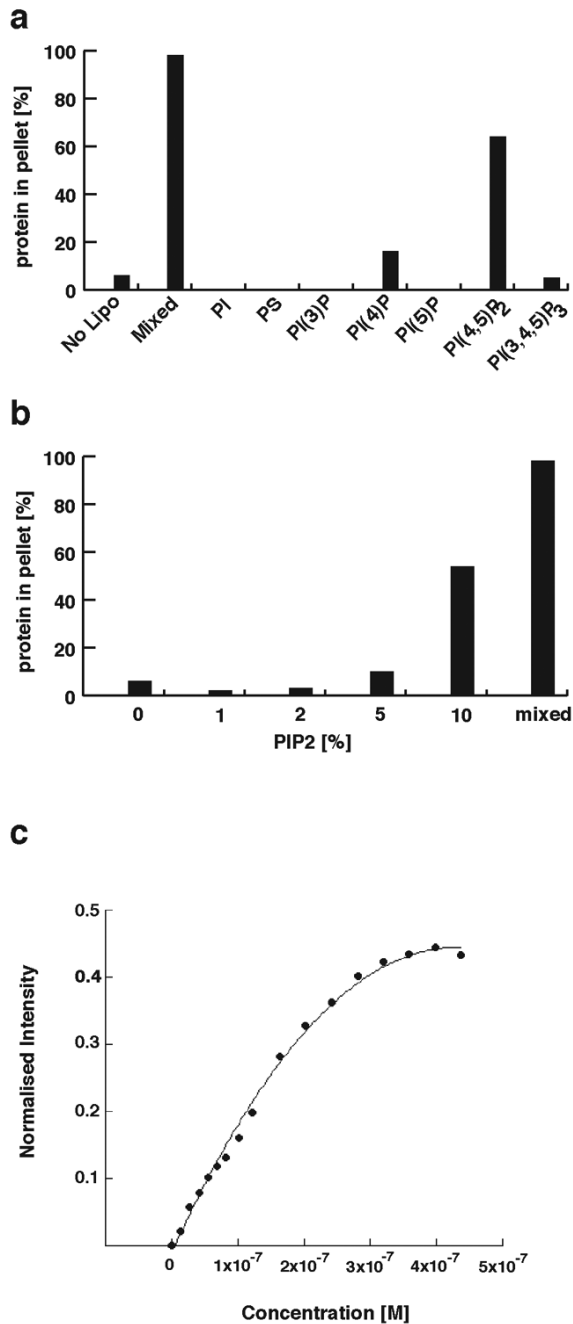 a
protein in pellet [%]
100
80
60
40
20
0
No Lipo
Mixed
PI
PS
PI(3)P
PI(4)P
PI(5)P
PI(4,5)P2
PI(3,4,5)P3
b
protein in pellet [%]
100
80
60
40
20
0
0 1 2 5 10 mixed
PIP2 [%]
c
Normalised Intensity
0.5
0.4
0.3
0.2
0.1
0 1x10-7 2x10-7 3x10-7 4x10-7 5x10-7
Concentration [M]